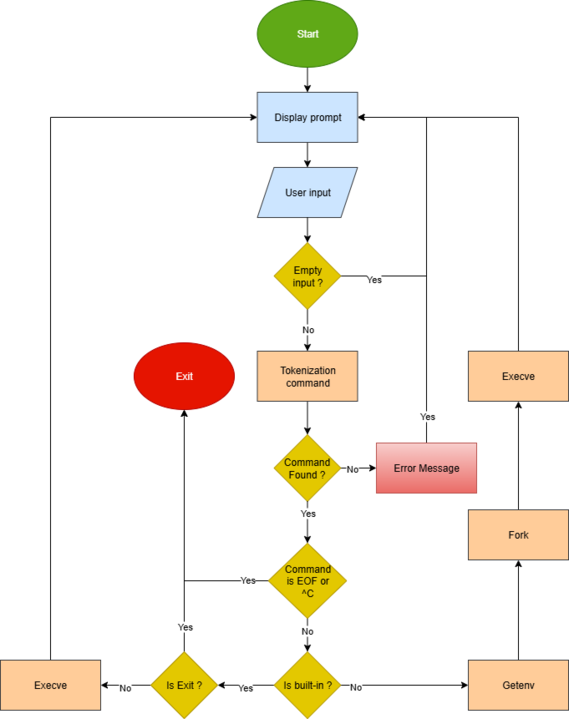 Start
Display prompt
User input
Empty
input ?
Yes
No
Tokenization
command
Exit
Execve
Yes
Command
Found ?
No
Error Message
Yes
Fork
Command
is EOF or
^C
Yes
No
Yes
Execve
No
Is Exit ?
Yes
Is built-in ?
No
Getenv